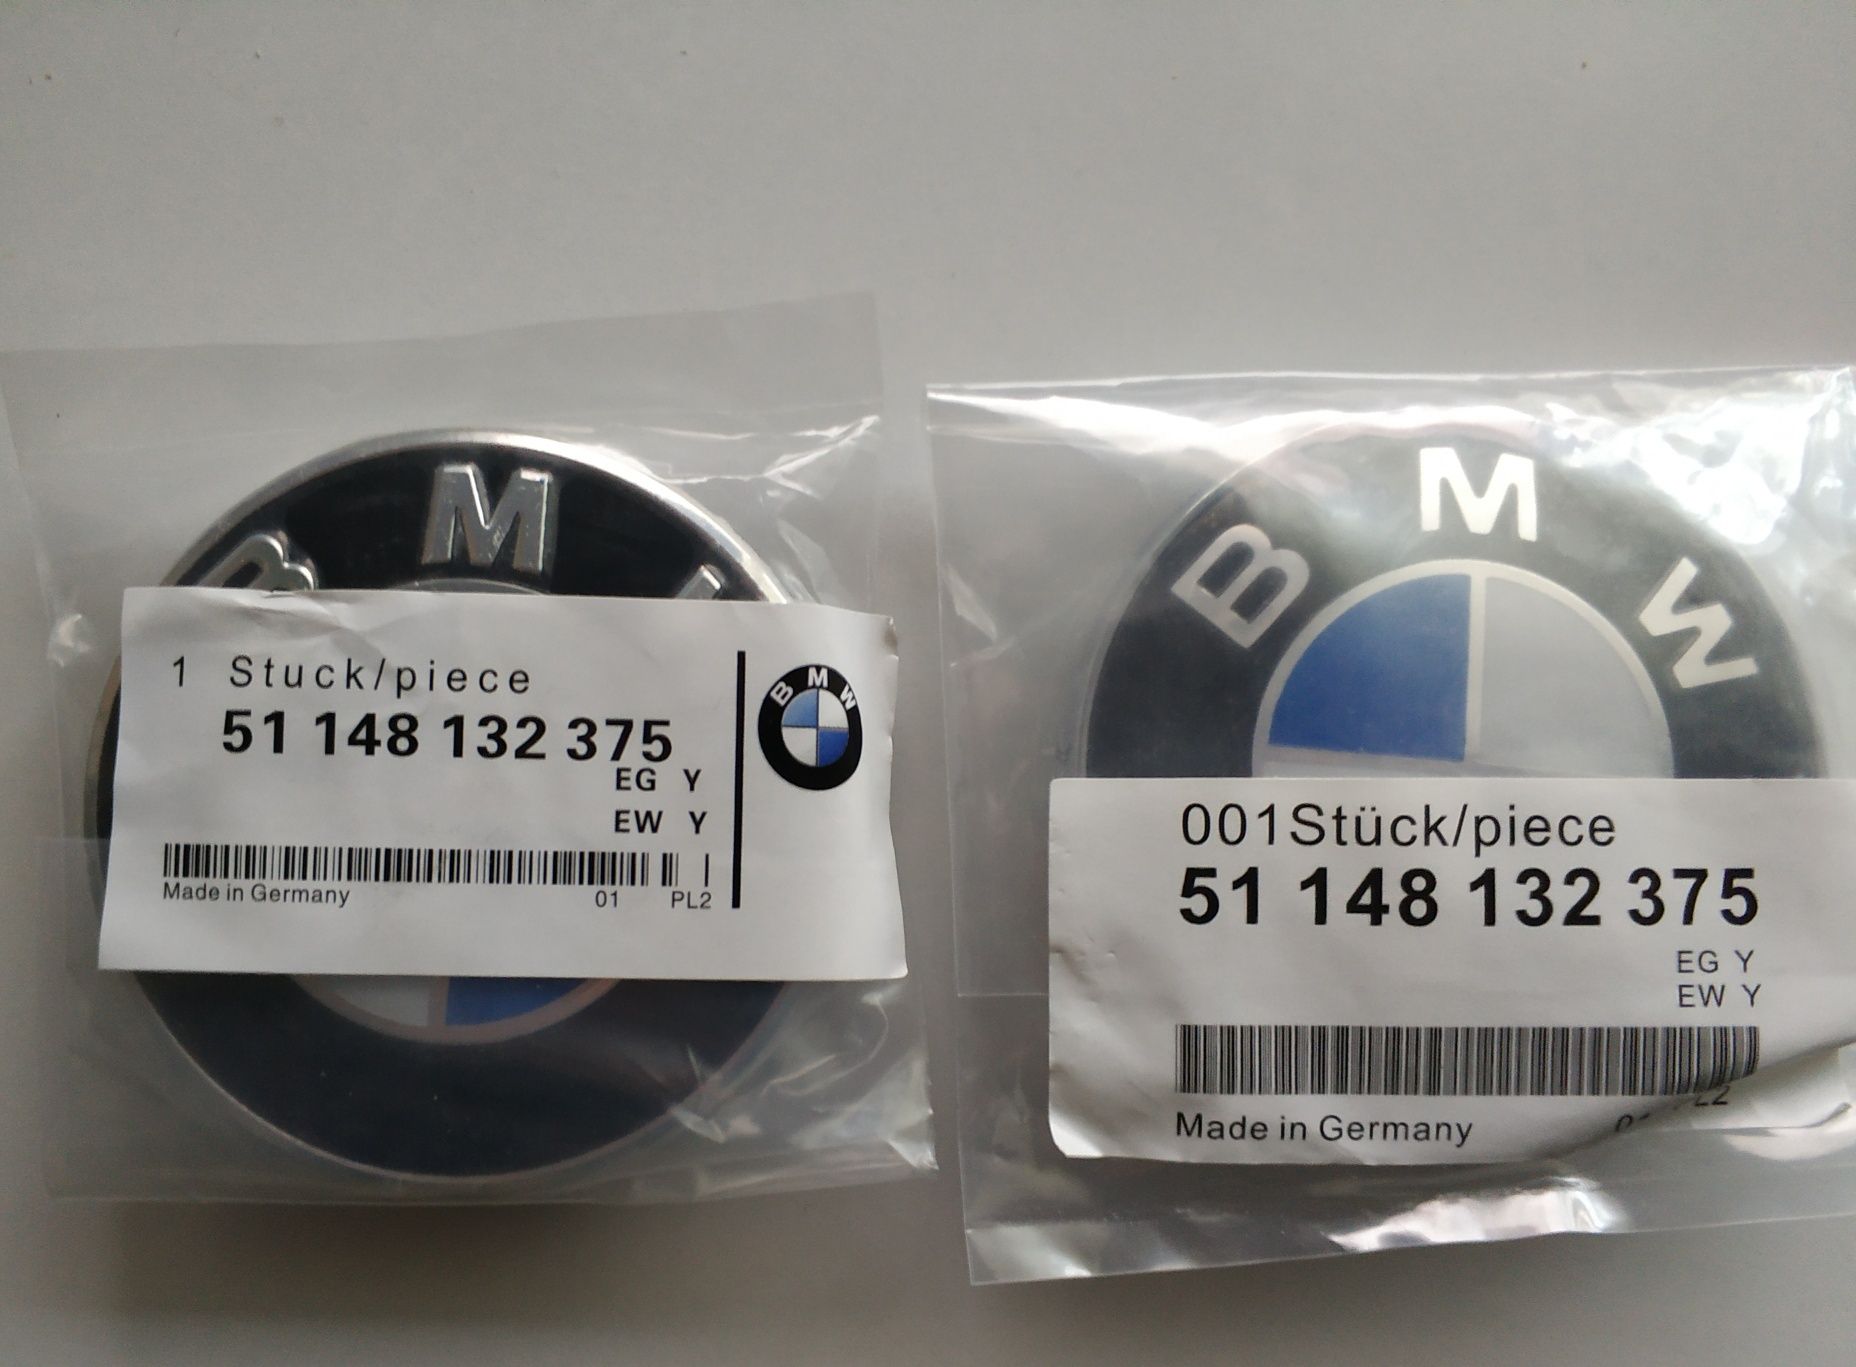 B M
1 Stuck/piece
51 148 132 375
EG Y
EW Y
Made in Germany 01 PL2
BMW
BMW
001Stück/piece
51 148 132 375
EG Y
EW Y
Made in Germany